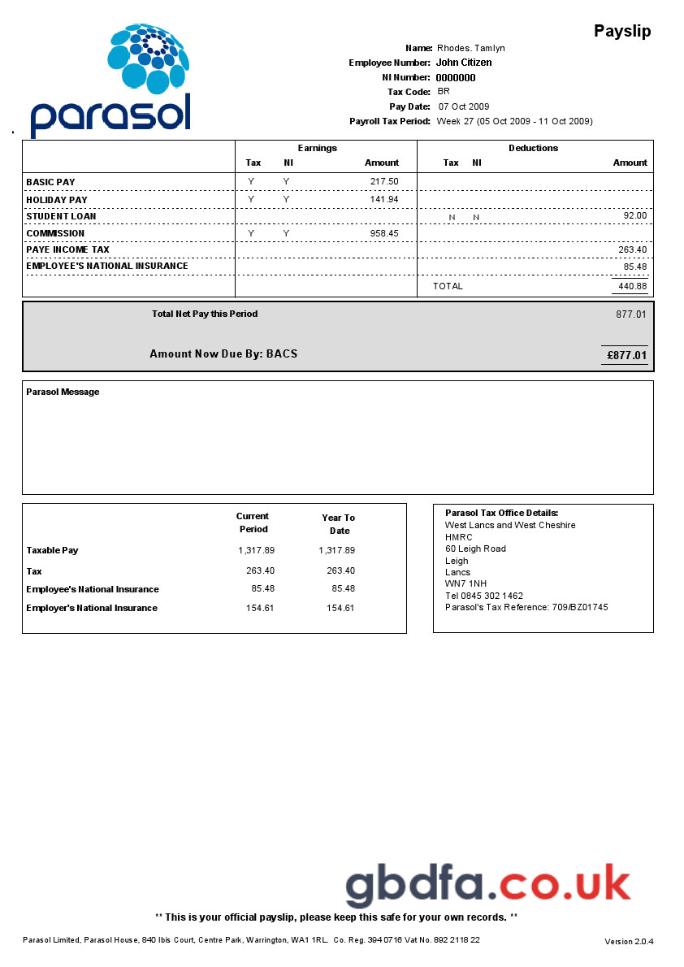 Payslip
parasol
Name: Rhodes. Tamlyn
Employee Number: John Citizen
NI Number: 0000000
Tax Code: BR
Pay Date: 07 Oct 2009
Payroll Tax Period: Week 27 (05 Oct 2009 - 11 Oct 2009)
Earnings Deductions
Tax NI Amount Tax NI Amount
BASIC PAY Y Y 217.50
HOLIDAY PAY Y Y 141.94
STUDENT LOAN N N 92.00
COMMISSION Y Y 958.45
PAYE INCOME TAX 263.40
EMPLOYEE'S NATIONAL INSURANCE 85.48
TOTAL 440.88
Total Net Pay this Period 877.01
Amount Now Due By: BACS £877.01
Parasol Message
Current Period Year To Date
Taxable Pay 1,317.89 1,317.89
Tax 263.40 263.40
Employee's National Insurance 85.48 85.48
Employer's National Insurance 154.61 154.61
Parasol Tax Office Details:
West Lancs and West Cheshire
HMRC
60 Leigh Road
Leigh
Lancs
WN7 1NH
Tel 0845 302 1462
Parasol's Tax Reference: 709/BZ01745
gbdfa.co.uk
** This is your official payslip, please keep this safe for your own records. **
Parasol Limited, Parasol House, 840 Ibis Court, Centre Park, Warrington, WA1 1RL. Co. Reg. 3940716 Vat No. 892 2118 22 Version 2.0.4